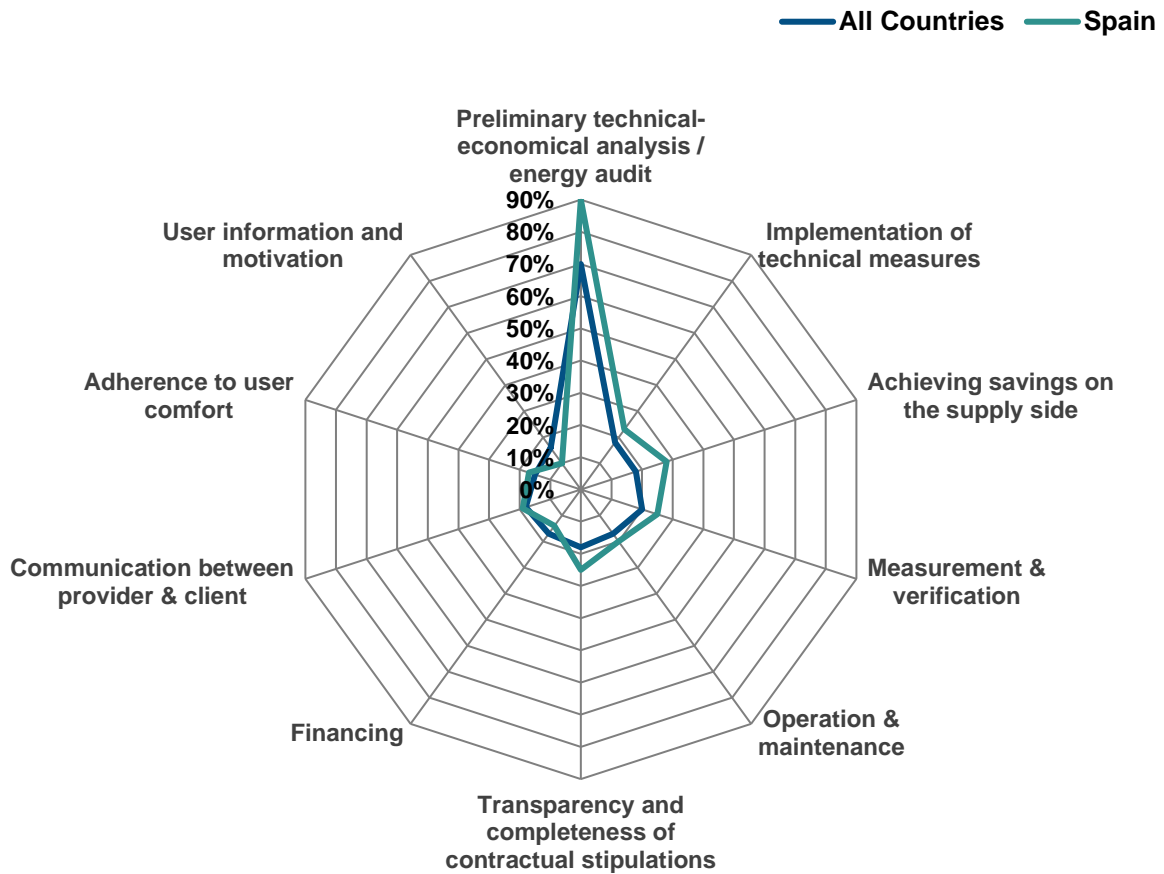 All Countries Spain
Preliminary technical-
economical analysis /
energy audit
90%
80%
70%
60%
50%
40%
30%
20%
10%
0%
Implementation of
technical measures
Achieving savings on
the supply side
Measurement &
verification
Operation &
maintenance
Transparency and
completeness of
contractual stipulations
Financing
Communication between
provider & client
Adherence to user
comfort
User information and
motivation